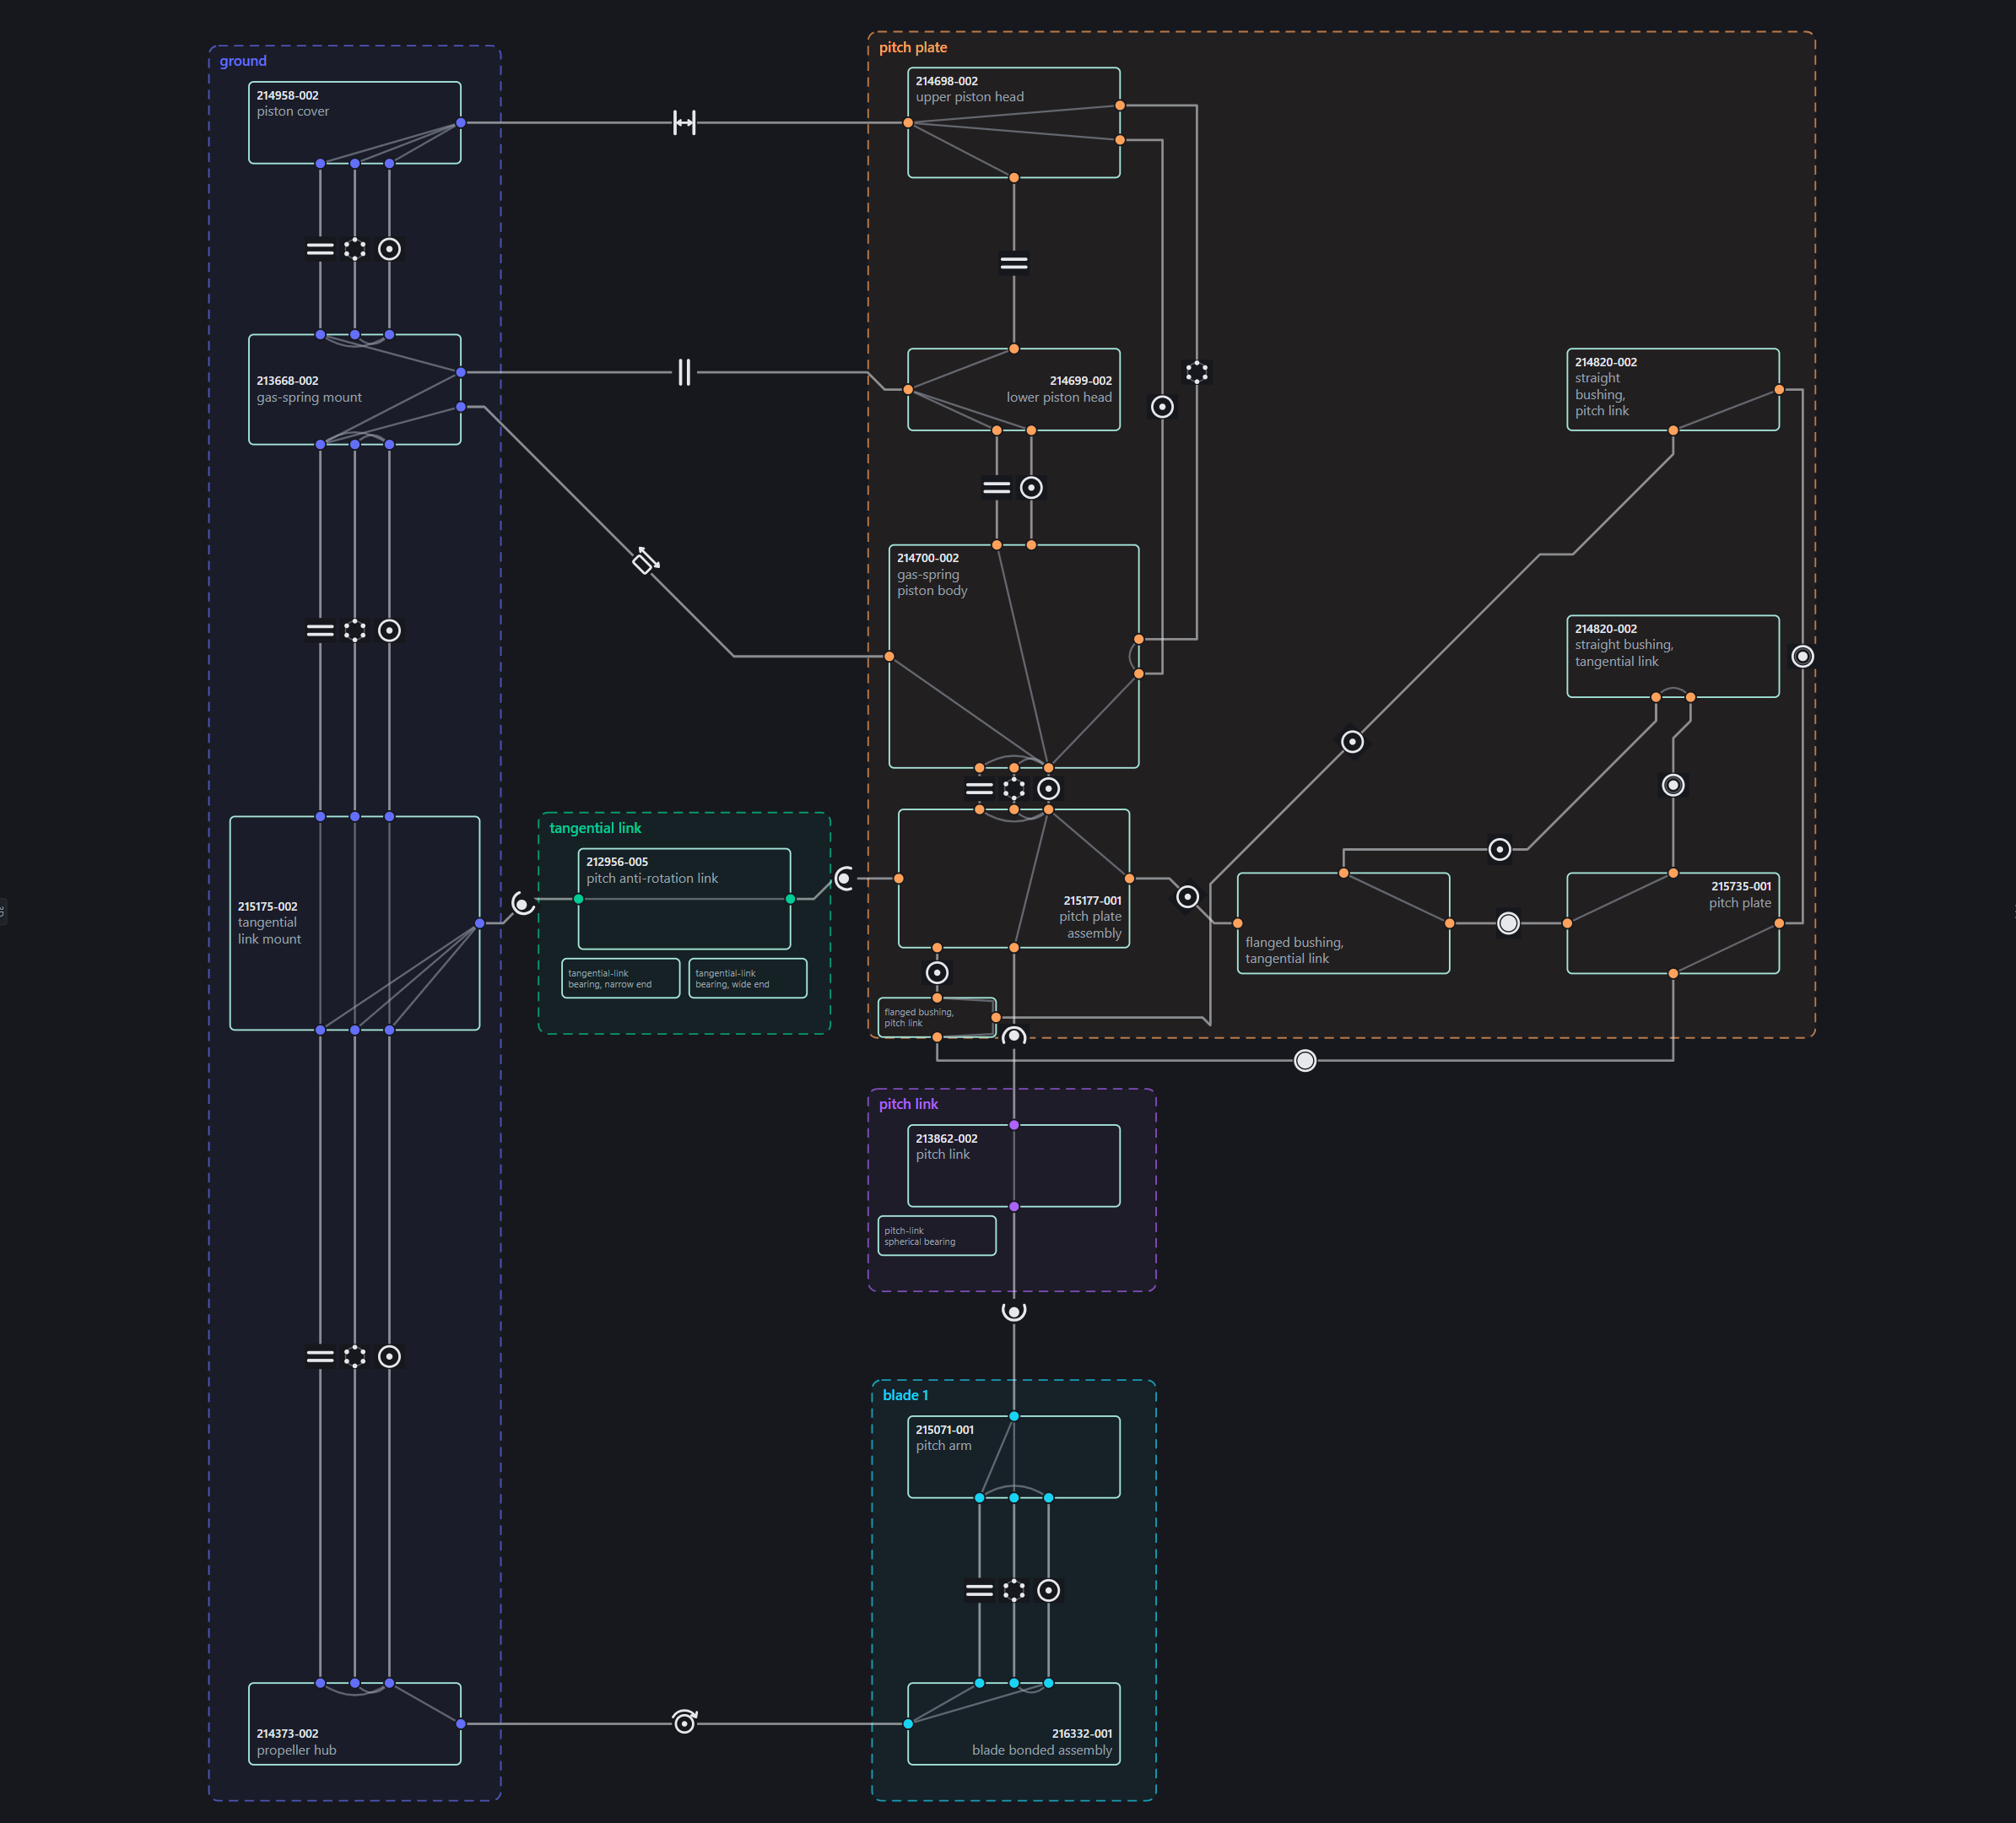 ground
214958-002
piston cover
213668-002
gas-spring mount
215175-002
tangential
link mount
214373-002
propeller hub
tangential link
212956-005
pitch anti-rotation link
tangential-link
bearing, narrow end
tangential-link
bearing, wide end
pitch plate
214698-002
upper piston head
214699-002
lower piston head
214700-002
gas-spring
piston body
215177-001
pitch plate
assembly
flanged bushing,
pitch link
214820-002
straight
bushing,
pitch link
214820-002
straight bushing,
tangential link
flanged bushing,
tangential link
215735-001
pitch plate
pitch link
213862-002
pitch link
pitch-link
spherical bearing
blade 1
215071-001
pitch arm
216332-001
blade bonded assembly